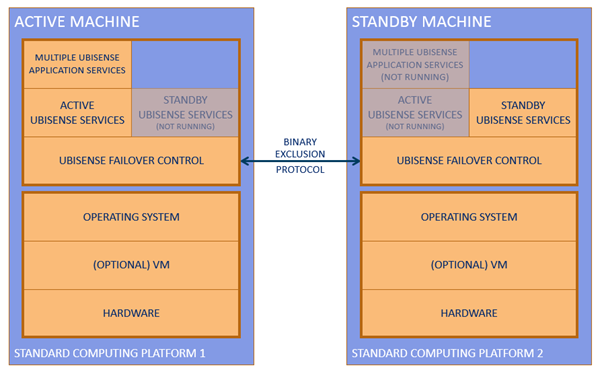 ACTIVE MACHINE
MULTIPLE UBISENSE
APPLICATION SERVICES
ACTIVE
UBISENSE SERVICES
STANDBY
UBISENSE SERVICES
(NOT RUNNING)
UBISENSE FAILOVER CONTROL
OPERATING SYSTEM
(OPTIONAL) VM
HARDWARE
STANDARD COMPUTING PLATFORM 1
BINARY
EXCLUSION
PROTOCOL
STANDBY MACHINE
MULTIPLE UBISENSE
APPLICATION SERVICES
(NOT RUNNING)
ACTIVE
UBISENSE SERVICES
(NOT RUNNING)
STANDBY
UBISENSE SERVICES
UBISENSE FAILOVER CONTROL
OPERATING SYSTEM
(OPTIONAL) VM
HARDWARE
STANDARD COMPUTING PLATFORM 2